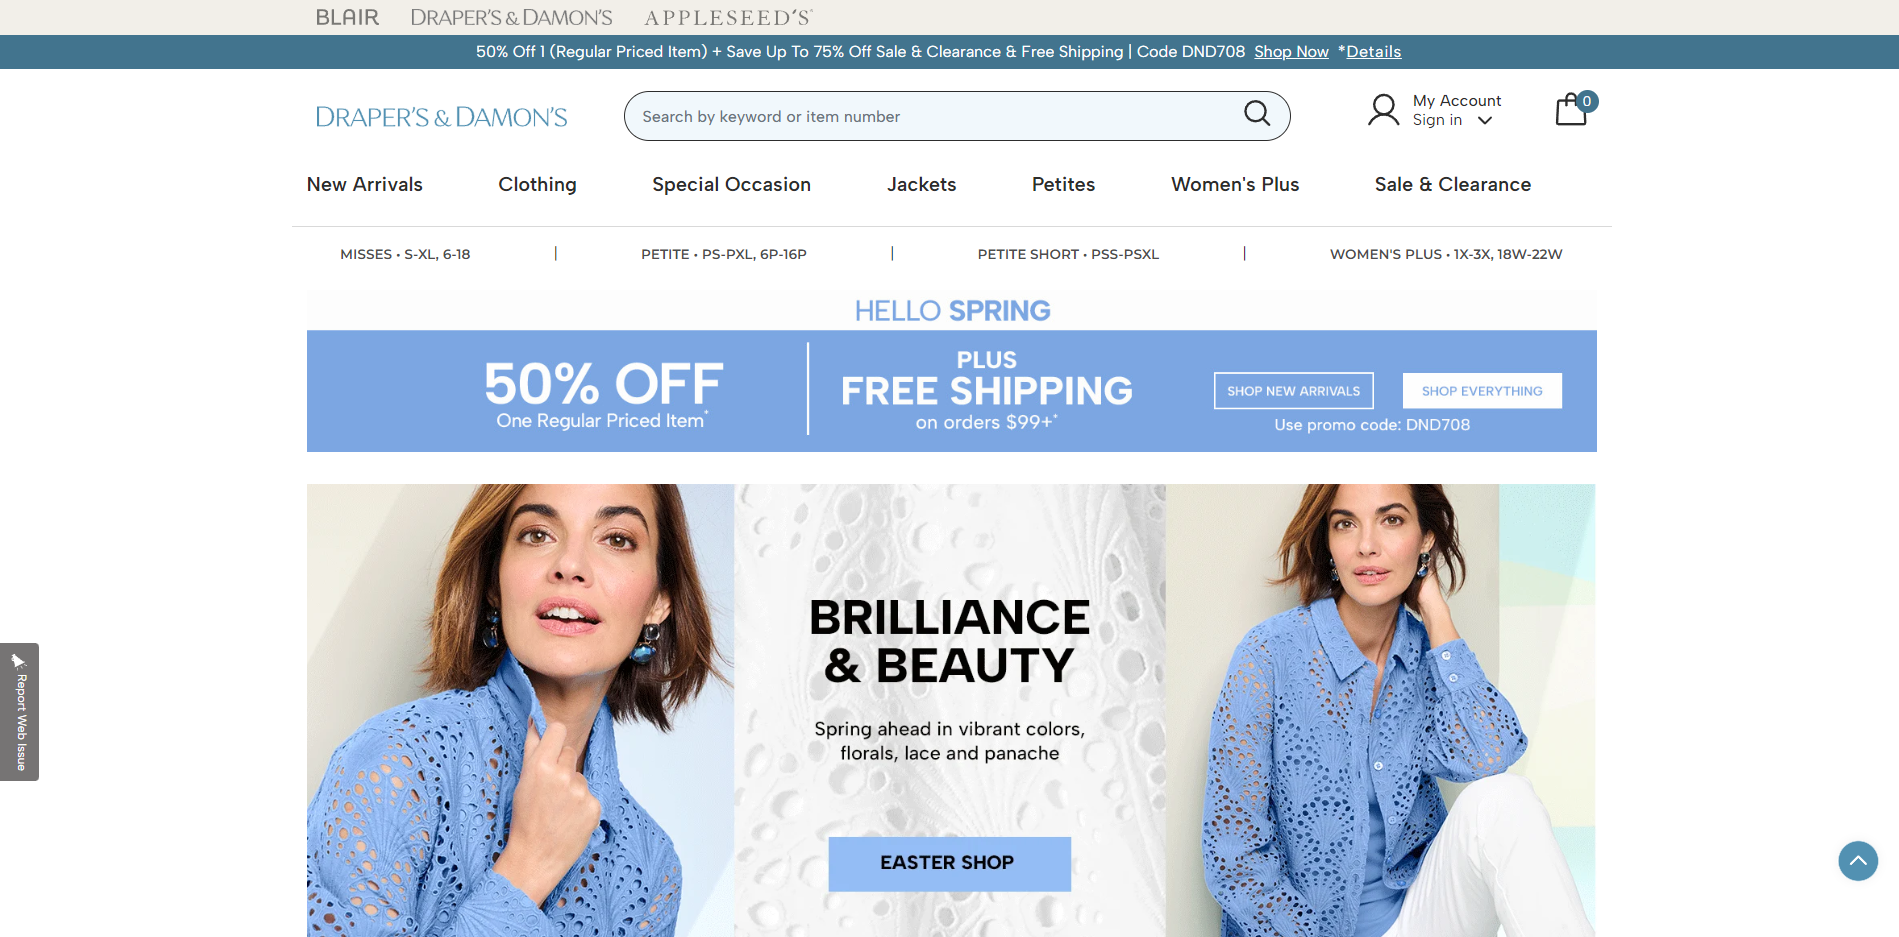 BLAIR DRAPER'S & DAMON'S APPLESEED'S
50% Off 1 (Regular Priced Item) + Save Up To 75% Off Sale & Clearance & Free Shipping | Code DND708 Shop Now *Details
DRAPER'S & DAMON'S
Search by keyword or item number
My Account
Sign in
0
New Arrivals Clothing Special Occasion Jackets Petites Women's Plus Sale & Clearance
MISSES • S-XL, 6-18 | PETITE • PS-PXL, 6P-16P | PETITE SHORT • PSS-PSXL | WOMEN'S PLUS • 1X-3X, 18W-22W
HELLO SPRING
50% OFF
One Regular Priced Item*
PLUS
FREE SHIPPING
on orders $99+*
SHOP NEW ARRIVALS SHOP EVERYTHING
Use promo code: DND708
BRILLIANCE
& BEAUTY
Spring ahead in vibrant colors,
florals, lace and panache
EASTER SHOP
Report Web Issue